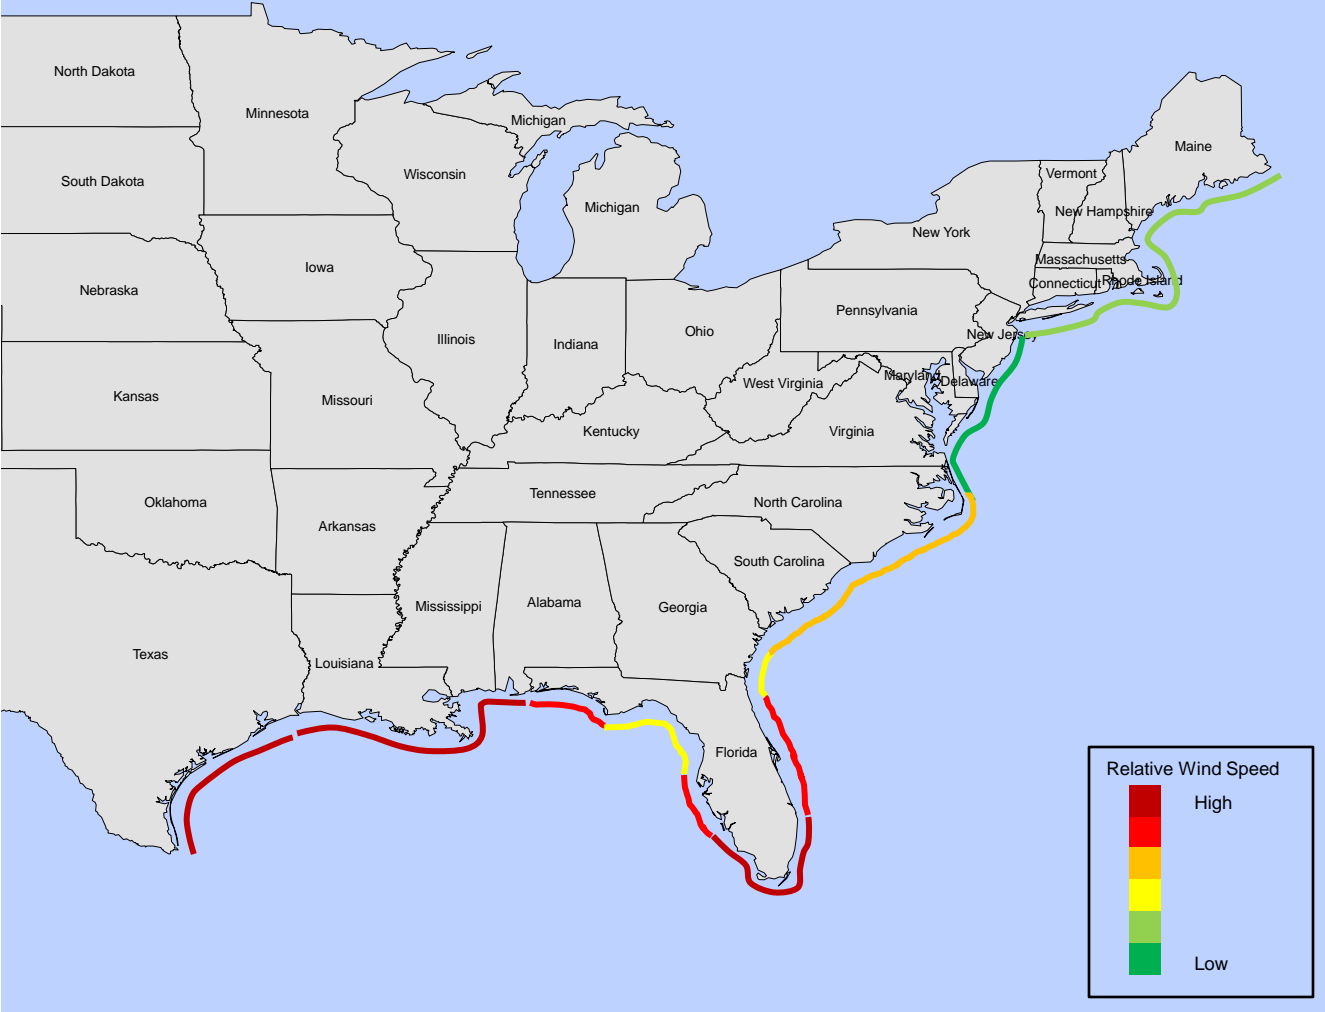 North Dakota
Minnesota
Michigan
Maine
Wisconsin
Vermont
South Dakota
Michigan
New Hampshire
New York
Massachusetts
Iowa
Connecticut
Rhode Island
Nebraska
Pennsylvania
Ohio
New Jersey
Illinois
Indiana
Maryland
Delaware
West Virginia
Kansas
Missouri
Kentucky
Virginia
Tennessee
Oklahoma
North Carolina
Arkansas
South Carolina
Mississippi
Alabama
Georgia
Texas
Louisiana
Florida
Relative Wind Speed
High
Low